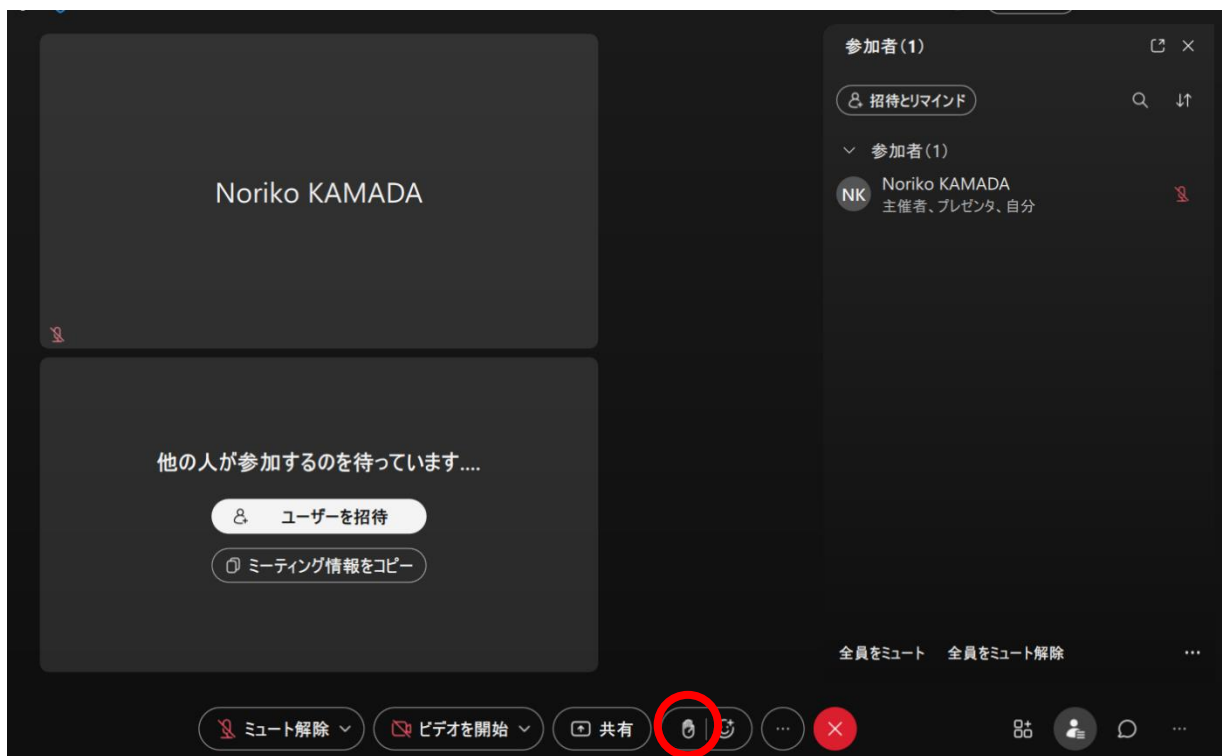 Noriko KAMADA
他の人が参加するのを待っています....
ユーザーを招待
ミーティング情報をコピー
参加者(1)
招待とリマインド
参加者(1)
NK
Noriko KAMADA
主催者、プレゼンタ、自分
全員をミュート 全員をミュート解除
ミュート解除 ビデオを開始 共有